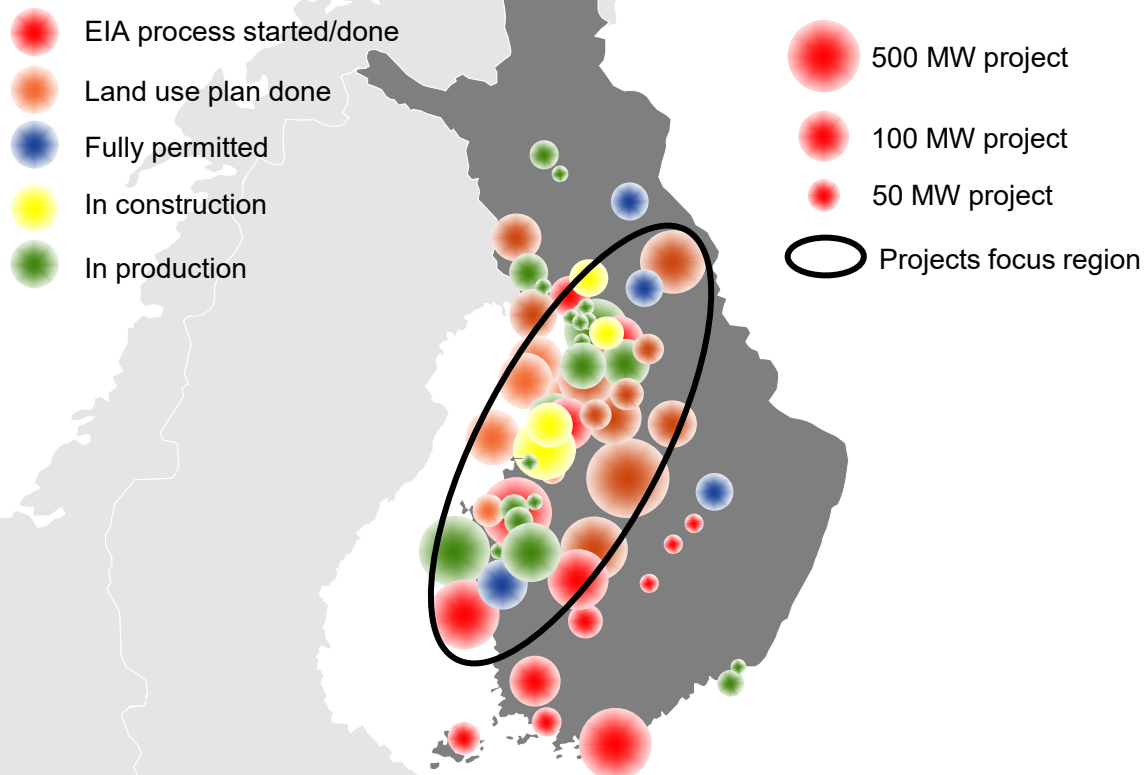 EIA process started/done
Land use plan done
Fully permitted
In construction
In production
500 MW project
100 MW project
50 MW project
Projects focus region